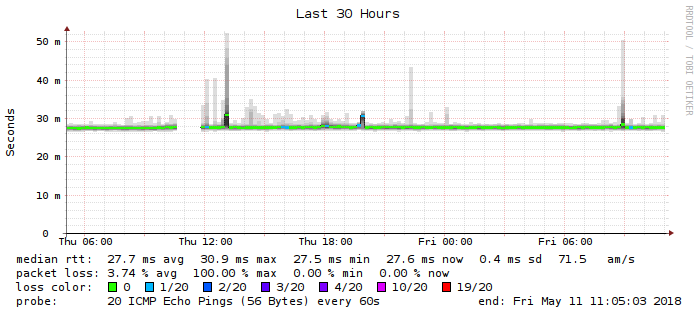 Last 30 Hours
RRDTOOL / TOBI OETIKER
Seconds
50 m
40 m
30 m
20 m
10 m
0
Thu 06:00 Thu 12:00 Thu 18:00 Fri 00:00 Fri 06:00
median rtt: 27.7 ms avg 30.9 ms max 27.5 ms min 27.6 ms now 0.4 ms sd 71.5 am/s
packet loss: 3.74 % avg 100.00 % max 0.00 % min 0.00 % now
loss color: 0 1/20 2/20 3/20 4/20 10/20 19/20
probe: 20 ICMP Echo Pings (56 Bytes) every 60s end: Fri May 11 11:05:03 2018